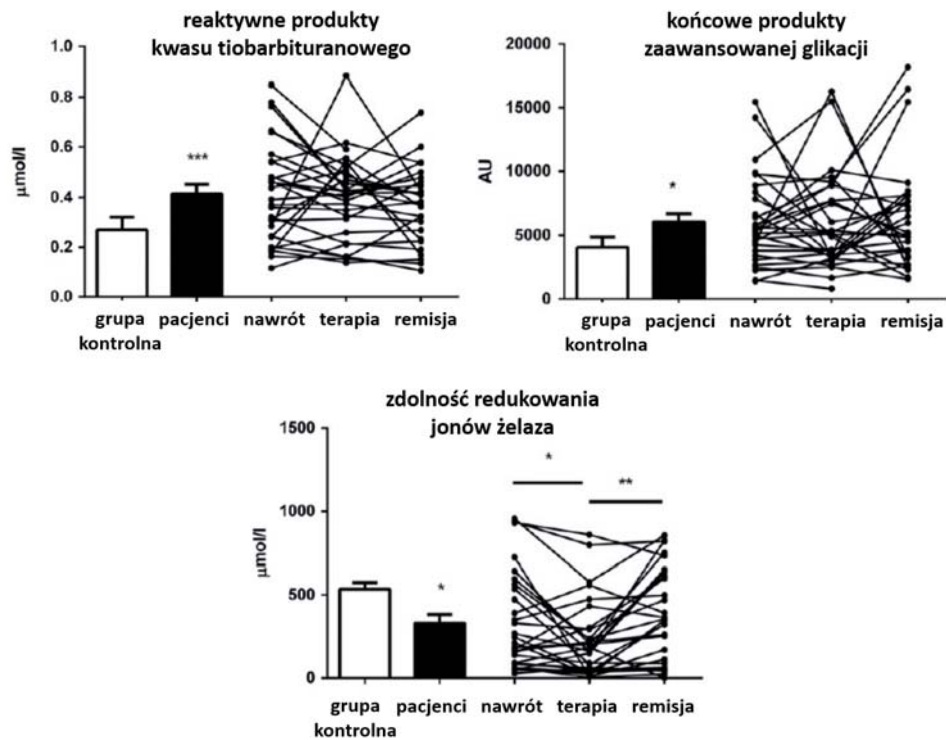 reaktywne produkty
kwasu tiobarbituranowego
1.0
0.8
0.6
0.4
0.2
0.0
μmol/l
***
grupa
kontrolna
pacjenci
nawrót
terapia
remisja
końcowe produkty
zaawansowanej glikacji
20000
15000
10000
5000
0
AU
*
grupa
kontrolna
pacjenci
nawrót
terapia
remisja
zdolność redukowania
jonów żelaza
1500
1000
500
0
μmol/l
*
*
**
grupa
kontrolna
pacjenci
nawrót
terapia
remisja